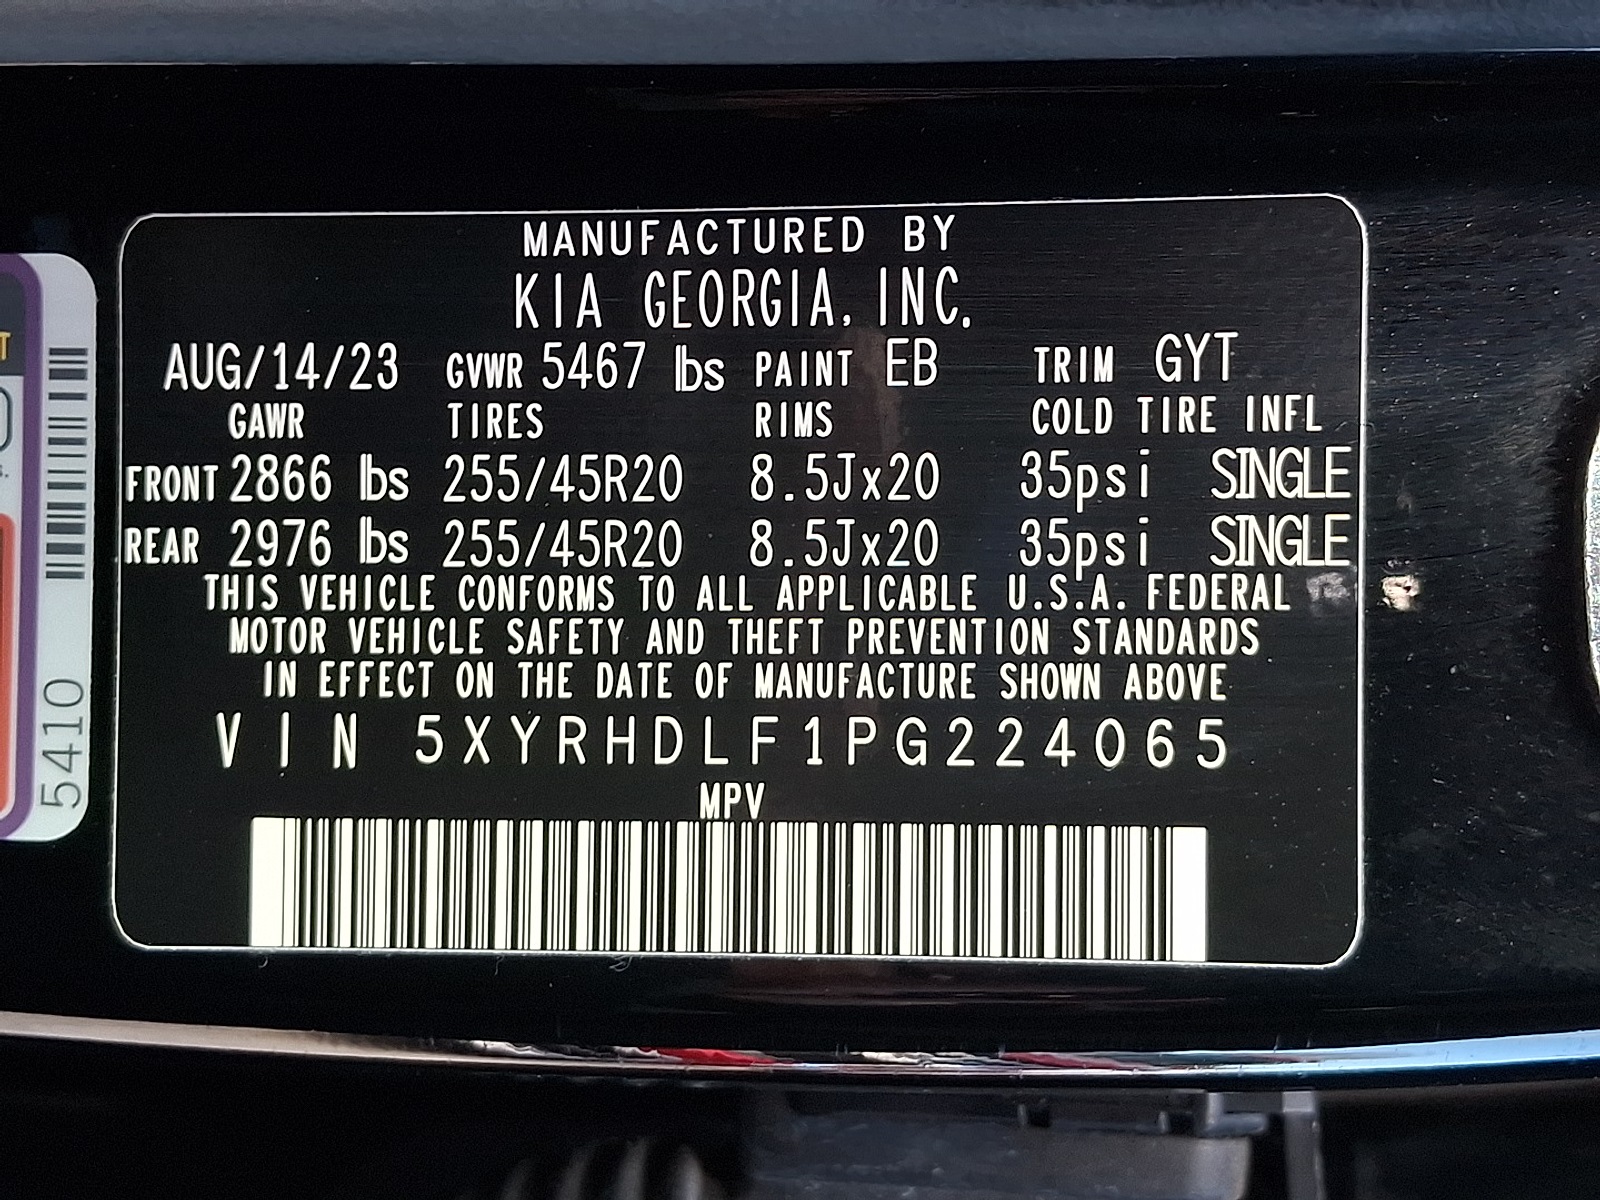 MANUFACTURED BY
KIA GEORGIA, INC.
AUG/14/23 GVWR 5467 lbs PAINT EB TRIM GYT
GAWR TIRES RIMS COLD TIRE INFL
FRONT 2866 lbs 255/45R20 8.5Jx20 35psi SINGLE
REAR 2976 lbs 255/45R20 8.5Jx20 35psi SINGLE
THIS VEHICLE CONFORMS TO ALL APPLICABLE U.S.A. FEDERAL
MOTOR VEHICLE SAFETY AND THEFT PREVENTION STANDARDS
IN EFFECT ON THE DATE OF MANUFACTURE SHOWN ABOVE
VIN 5XYRHDLF1PG224065
MPV
5410